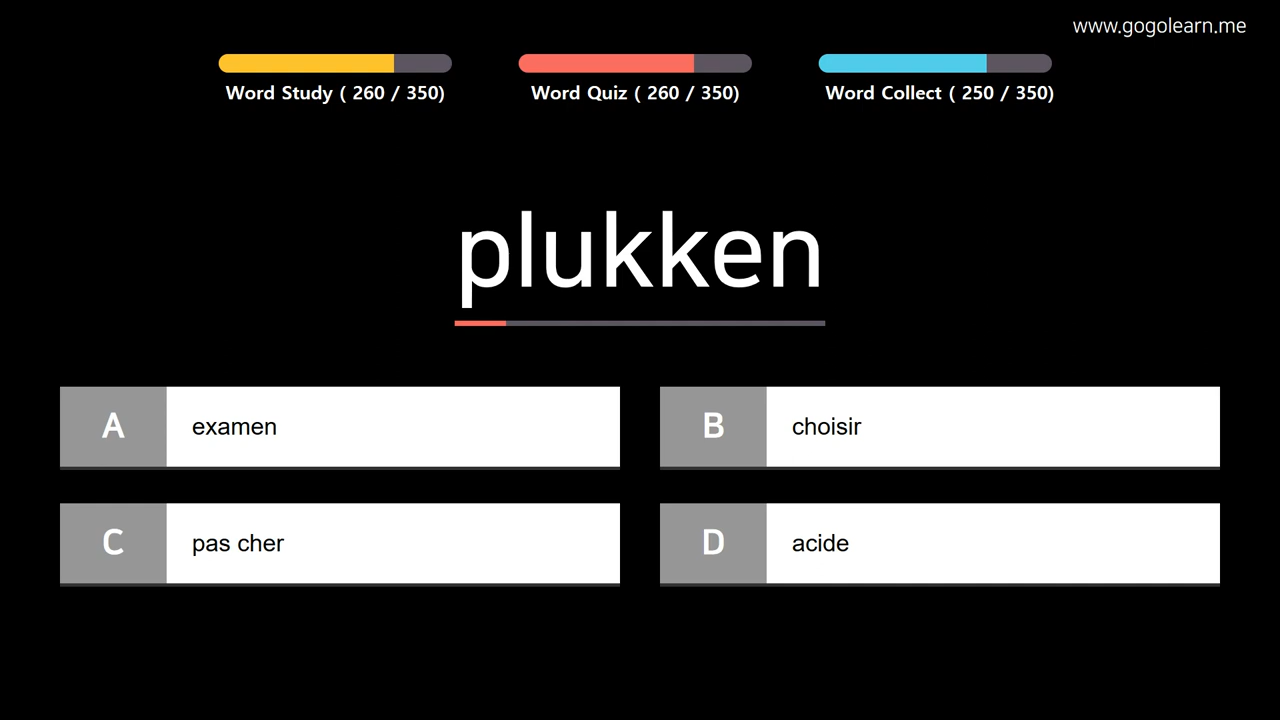 www.gogolearn.me
Word Study ( 260 / 350)
Word Quiz ( 260 / 350)
Word Collect ( 250 / 350)
plukken
A examen
B choisir
C pas cher
D acide